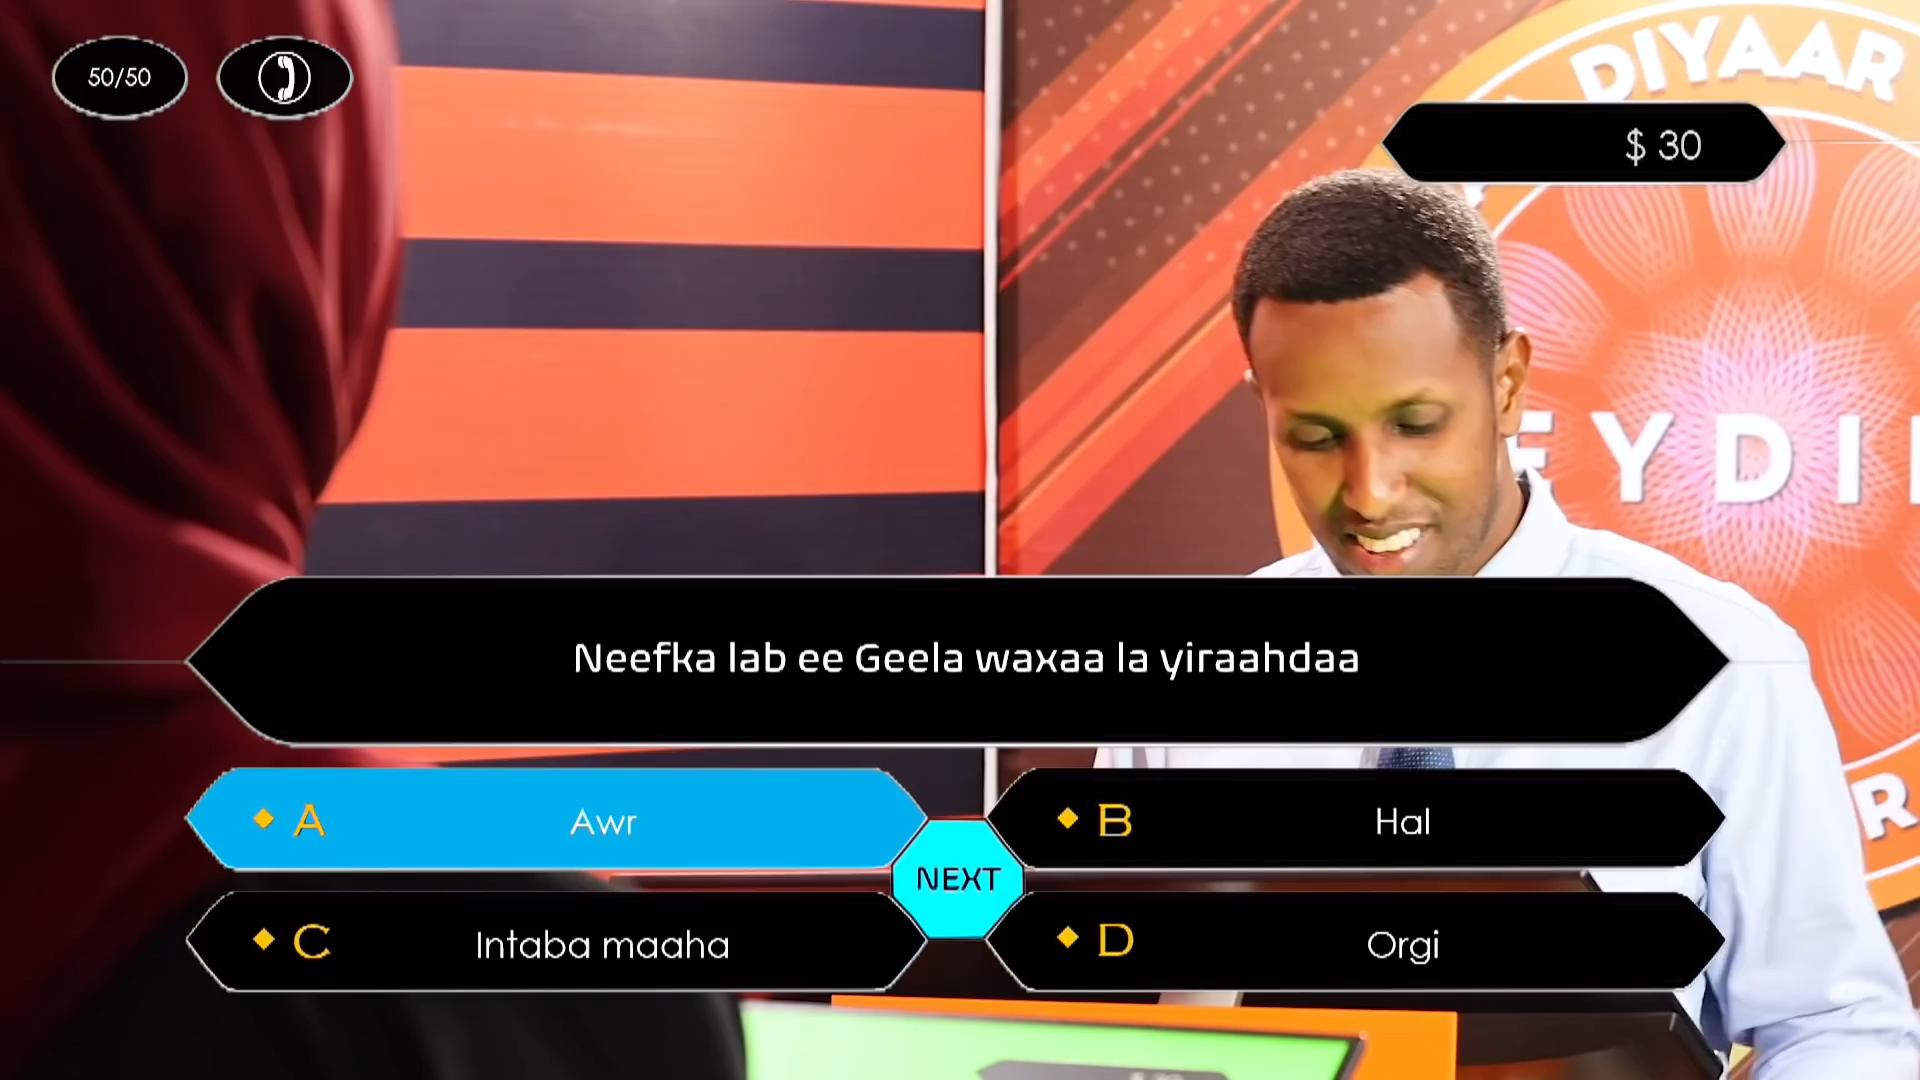 50/50
DIYAAR
$ 30
EYDI
Neefka lab ee Geela waxaa la yiraahdaa
A Awr
B Hal
NEXT
C Intaba maaha
D Orgi